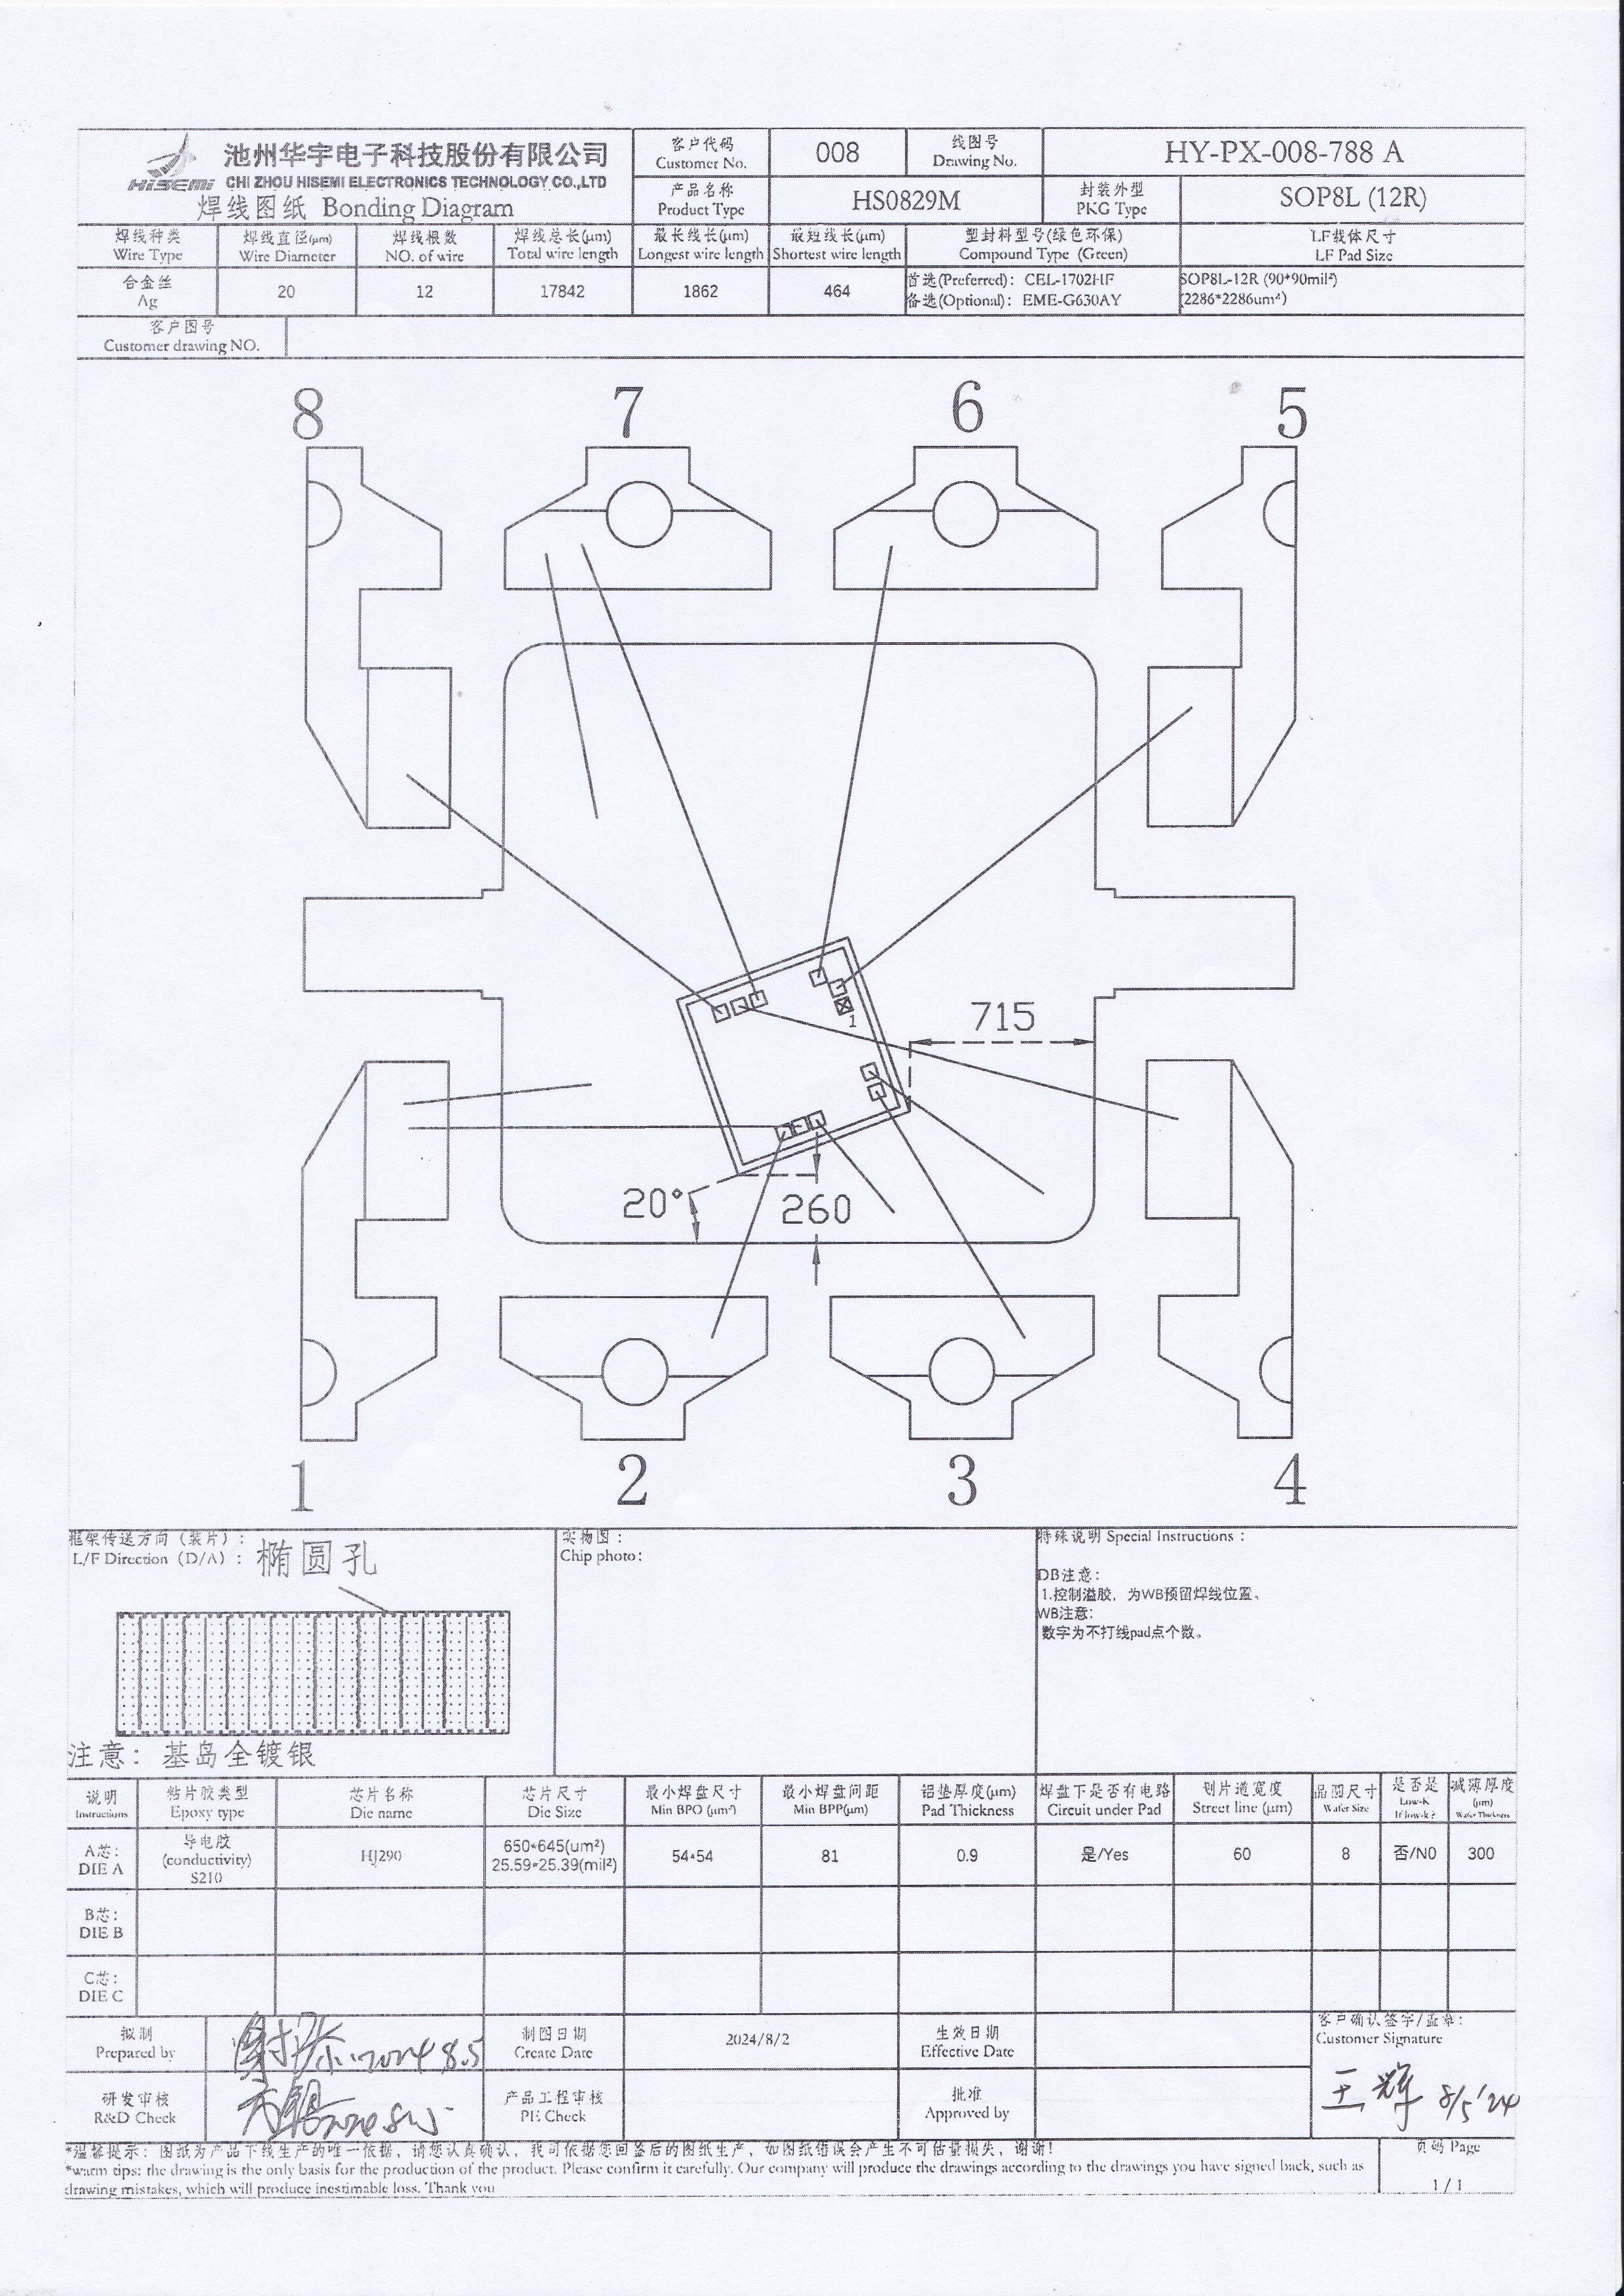 池州华宇电子科技股份有限公司
HISEMI CHI ZHOU HISEMI ELECTRONICS TECHNOLOGY CO.,LTD
焊线图纸 Bonding Diagram
客户代码
Customer No.
008
线图号
Drawing No.
HY-PX-008-788 A
产品名称
Product Type
HS0829M
封装外型
PKG Type
SOP8L (12R)
焊线种类
Wire Type
焊线直径(μm)
Wire Diameter
焊线根数
NO. of wire
焊线总长(μm)
Total wire length
最长线长(μm)
Longest wire length
最短线长(μm)
Shortest wire length
塑封料型号(绿色环保)
Compound Type (Green)
LF载体尺寸
LF Pad Size
合金丝
Ag
20
12
17842
1862
464
首选(Preferred)： CEL-1702HF
备选(Optional)： EME-G630AY
SOP8L-12R (90*90mil²)
(2286*2286um²)
客户图号
Customer drawing NO.
8 7 6 5
715
1
20°
260
1 2 3 4
框架传送方向（装片）:
L/F Direction（D/A）:
椭圆孔
注意: 基岛全镀银
实物图：
Chip photo:
特殊说明 Special Instructions：
DB注意:
1.控制溢胶，为WB预留焊线位置。
WB注意:
数字为不打线pad点个数。
说明
Instructions
粘片胶类型
Epoxy type
芯片名称
Die name
芯片尺寸
Die Size
最小焊盘尺寸
Min BPO (μm²)
最小焊盘间距
Min BPP(μm)
铝垫厚度(μm)
Pad Thickness
焊盘下是否有电路
Circuit under Pad
划片道宽度
Street line (μm)
晶圆尺寸
Wafer Size
是否是
Low-K
If low-k?
减薄厚度
(μm)
Wafer Thickness
A芯:
DIE A
导电胶
(conductivity)
S210
HJ290
650*645(um²)
25.59*25.39(mil²)
54*54
81
0.9
是/Yes
60
8
否/NO
300
B芯:
DIE B
C芯:
DIE C
拟制
Prepared by
制图日期
Create Date
2024/8/2
生效日期
Effective Date
客户确认签字/盖章:
Customer Signature
王辉 8/5'24
研发审核
R&D Check
产品工程审核
PE Check
批准
Approved by
*温馨提示: 图纸为产品下线生产的唯一依据, 请您认真确认, 我司依据您回签后的图纸生产, 如图纸错误会产生不可估量损失, 谢谢!
*warm tips: the drawing is the only basis for the production of the product. Please confirm it carefully. Our company will produce the drawings according to the drawings you have signed back, such as
drawing mistakes, which will produce inestimable loss. Thank you
页码 Page
1 / 1